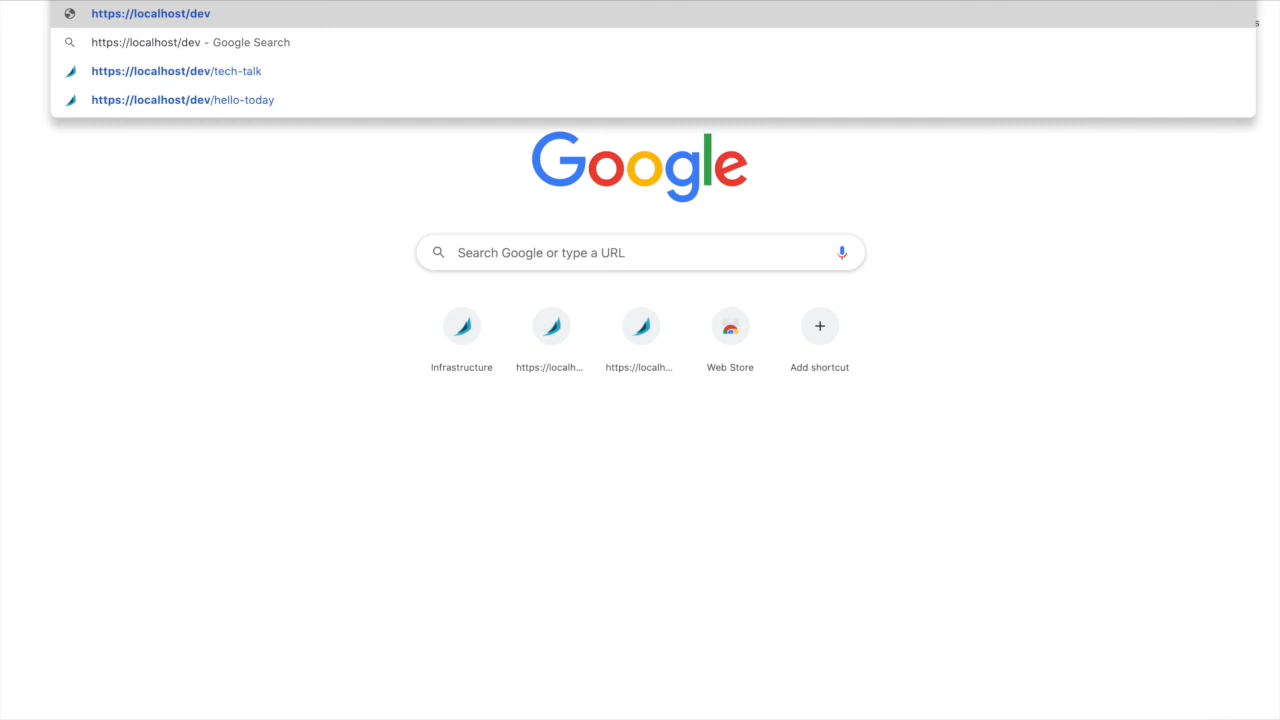 https://localhost/dev
https://localhost/dev - Google Search
https://localhost/dev/tech-talk
https://localhost/dev/hello-today
Google
Search Google or type a URL
Infrastructure
https://localh...
https://localh...
Web Store
Add shortcut